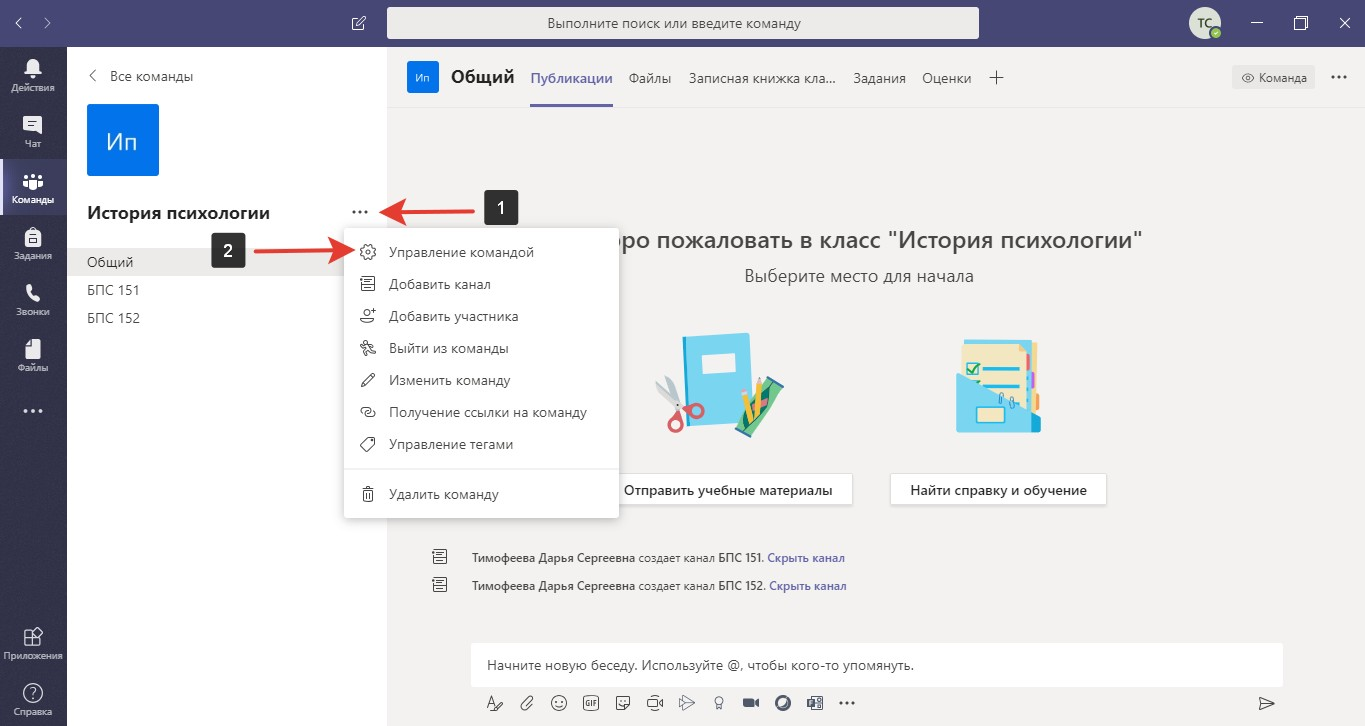 Выполните поиск или введите команду
ТС
Действия
Чат
Команды
Задания
Звонки
Файлы
Приложения
Справка
Все команды
Ип
История психологии
1
2
Общий
БПС 151
БПС 152
Управление командой
Добавить канал
Добавить участника
Выйти из команды
Изменить команду
Получение ссылки на команду
Управление тегами
Удалить команду
Ип
Общий Публикации Файлы Записная книжка кла... Задания Оценки
Команда
ро пожаловать в класс "История психологии"
Выберите место для начала
Отправить учебные материалы
Найти справку и обучение
Тимофеева Дарья Сергеевна создает канал БПС 151. Скрыть канал
Тимофеева Дарья Сергеевна создает канал БПС 152. Скрыть канал
Начните новую беседу. Используйте @, чтобы кого-то упомянуть.
GIF